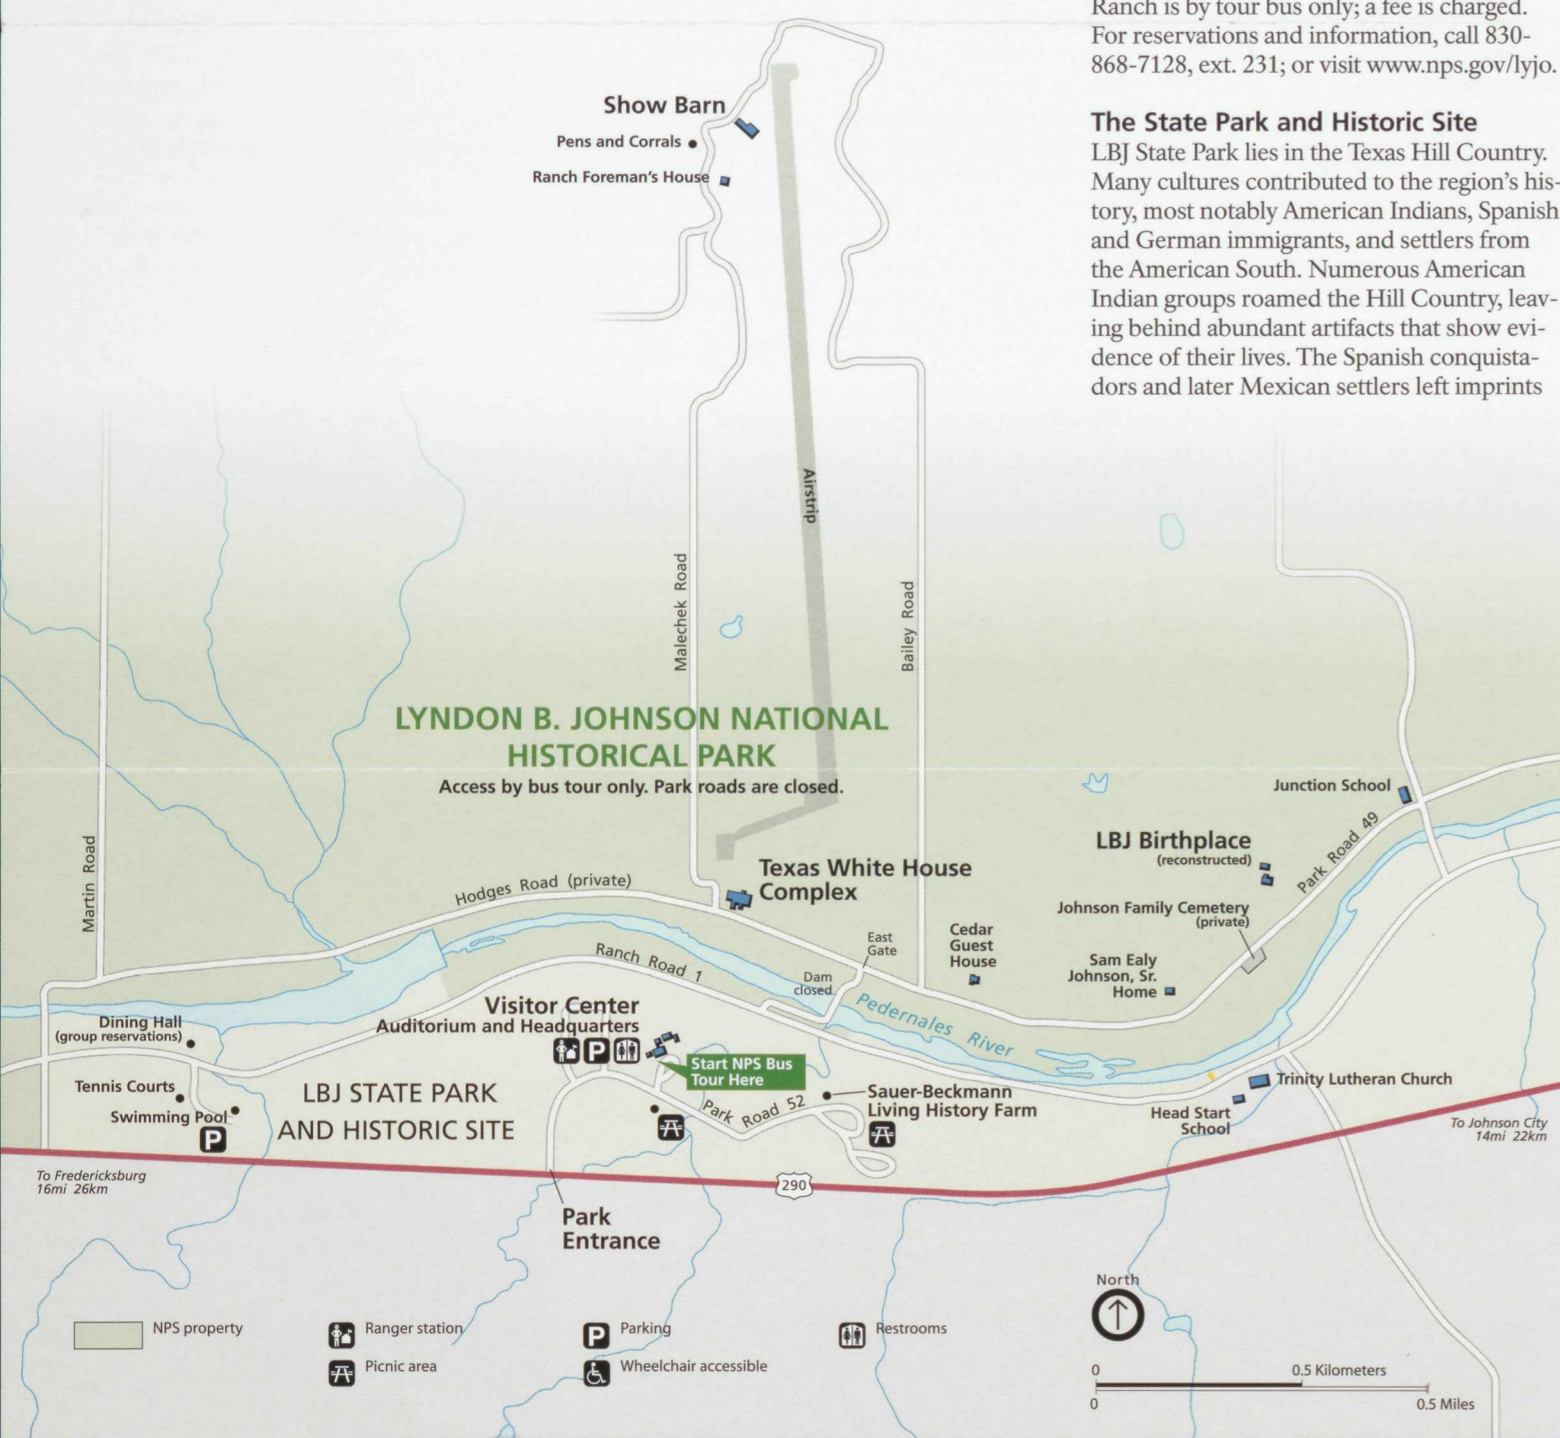 Ranch is by tour bus only; a fee is charged.
For reservations and information, call 830-
868-7128, ext. 231; or visit www.nps.gov/lyjo.
The State Park and Historic Site
LBJ State Park lies in the Texas Hill Country.
Many cultures contributed to the region’s his-
tory, most notably American Indians, Spanish
and German immigrants, and settlers from
the American South. Numerous American
Indian groups roamed the Hill Country, leav-
ing behind abundant artifacts that show evi-
dence of their lives. The Spanish conquista-
dors and later Mexican settlers left imprints
Show Barn
Pens and Corrals
Ranch Foreman’s House
Airstrip
Malechek Road
Bailey Road
LYNDON B. JOHNSON NATIONAL
HISTORICAL PARK
Access by bus tour only. Park roads are closed.
Junction School
Park Road 49
LBJ Birthplace
(reconstructed)
Martin Road
Hodges Road (private)
Texas White House
Complex
Johnson Family Cemetery
(private)
East
Gate
Cedar
Guest
House
Sam Ealy
Johnson, Sr.
Home
Ranch Road 1
Dam
closed
Pedernales River
Visitor Center
Auditorium and Headquarters
P
Dining Hall
(group reservations)
Start NPS Bus
Tour Here
Tennis Courts
Swimming Pool
P
LBJ STATE PARK
AND HISTORIC SITE
Park Road 52
Sauer-Beckmann
Living History Farm
Trinity Lutheran Church
Head Start
School
To Johnson City
14mi 22km
To Fredericksburg
16mi 26km
290
Park
Entrance
North
NPS property
Ranger station
P
Parking
Restrooms
Picnic area
Wheelchair accessible
0
0.5 Kilometers
0
0.5 Miles